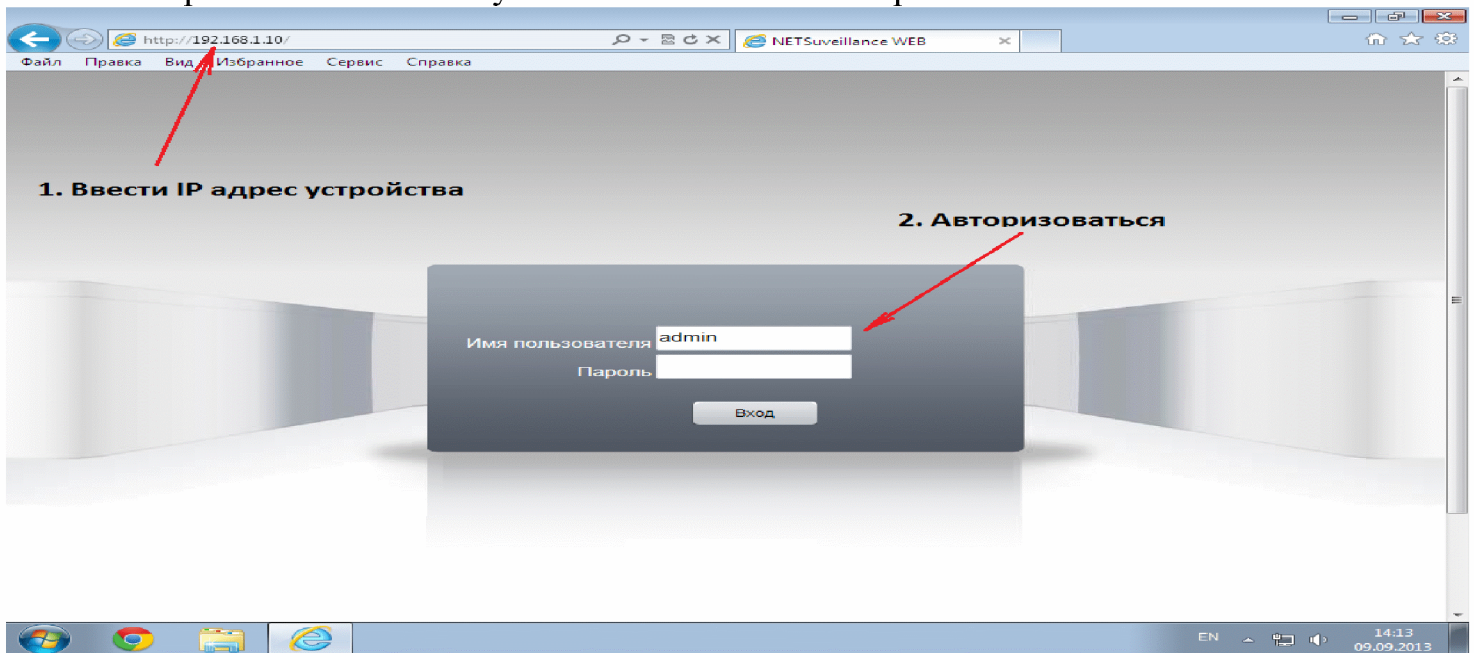 http://192.168.1.10/
NETSuveillance WEB
Файл Правка Вид Избранное Сервис Справка
1. Ввести IP адрес устройства
2. Авторизоваться
Имя пользователя admin
Пароль
Вход
EN
14:13
09.09.2013